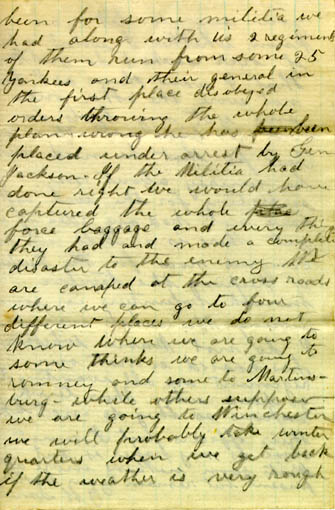 been for some militia we
had along with us 2 regiments
of them run from some 25
yankees and their general in
the first place disobeyed
orders throwing the whole
plan wrong he has been
placed under arrest by Gen
Jackson. If the Militia had
done right we would have
captured the whole
force baggage and every thing
they had and made a complete
disaster to the enemy We
are camped at the cross roads
where we can go to four
different places we do not
know where we are going to
some thinks we are going to
romney and some to Martins-
burg- while others suppose
we are going to Winchester
we will probably take winter
quarters when we get back
if the weather is very rough